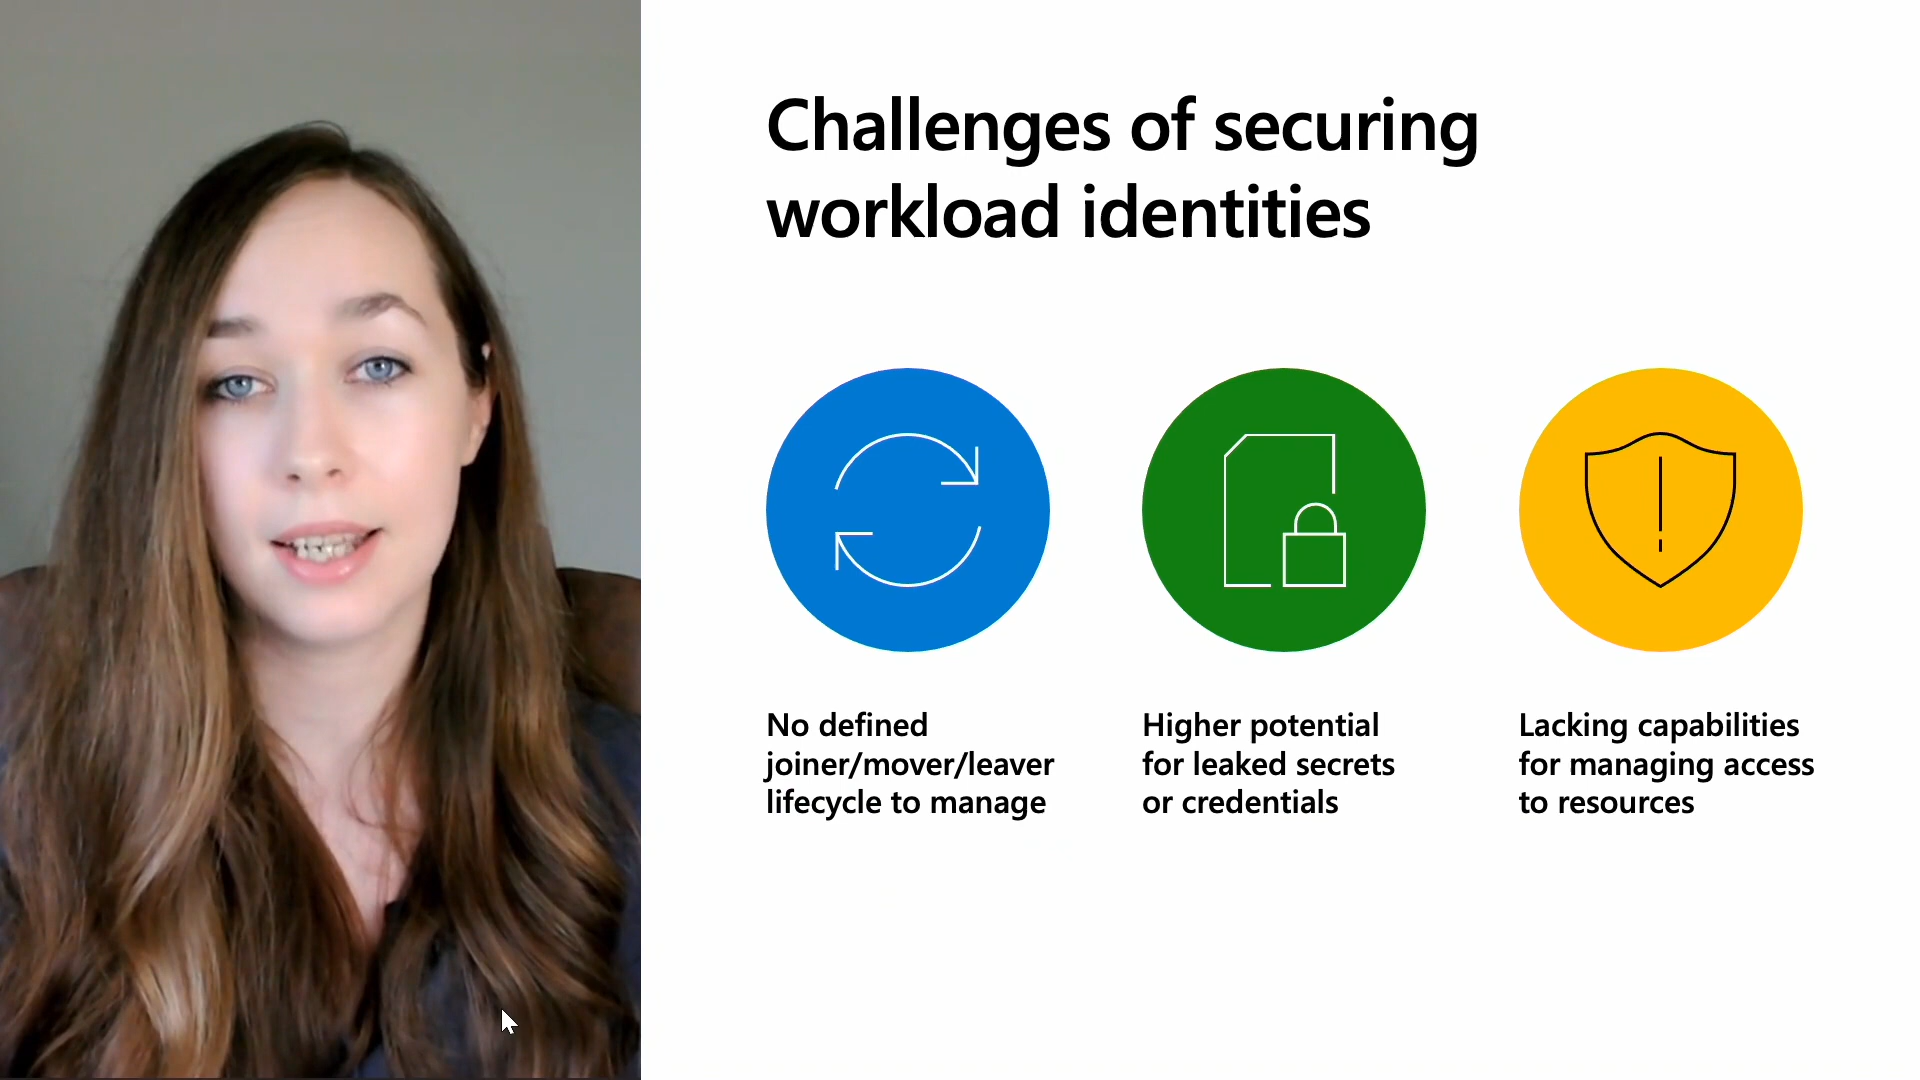 Challenges of securing
workload identities
No defined
joiner/mover/leaver
lifecycle to manage
Higher potential
for leaked secrets
or credentials
Lacking capabilities
for managing access
to resources